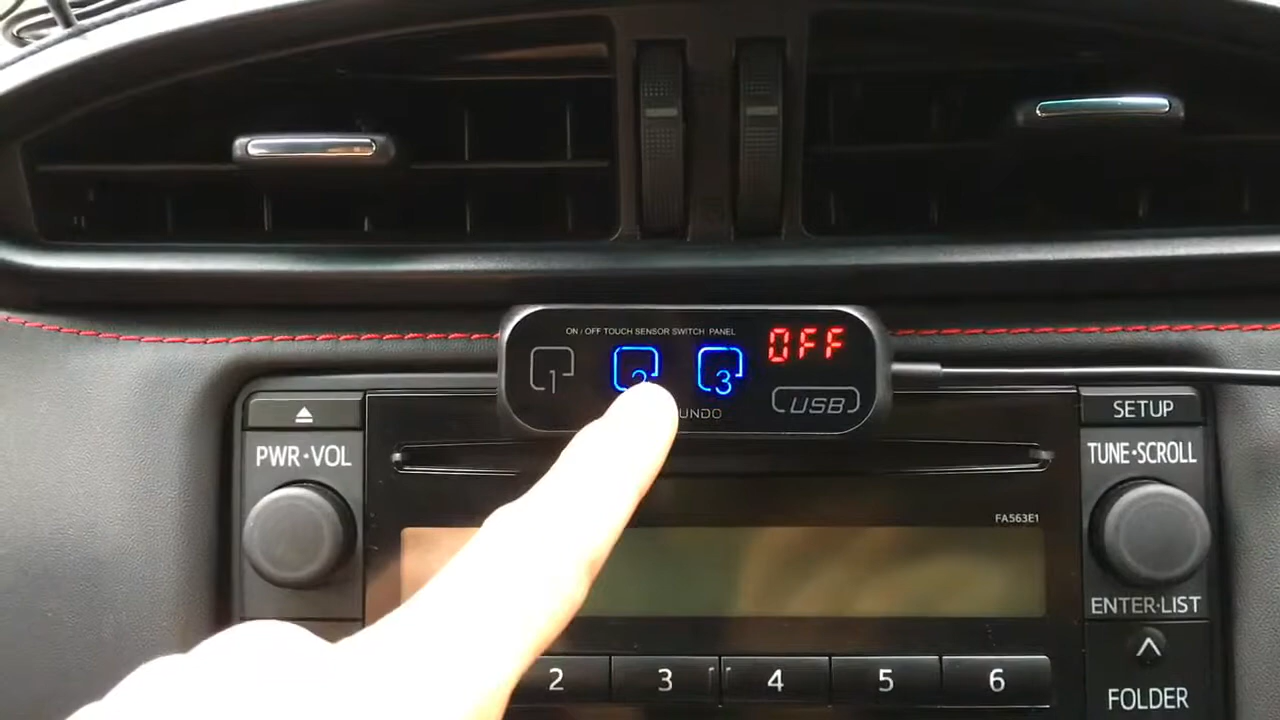 ON / OFF TOUCH SENSOR SWITCH PANEL
OFF
1
2
3
USB
SETUP
PWR•VOL
TUNE•SCROLL
FA563E1
ENTER•LIST
2
3
4
5
6
FOLDER